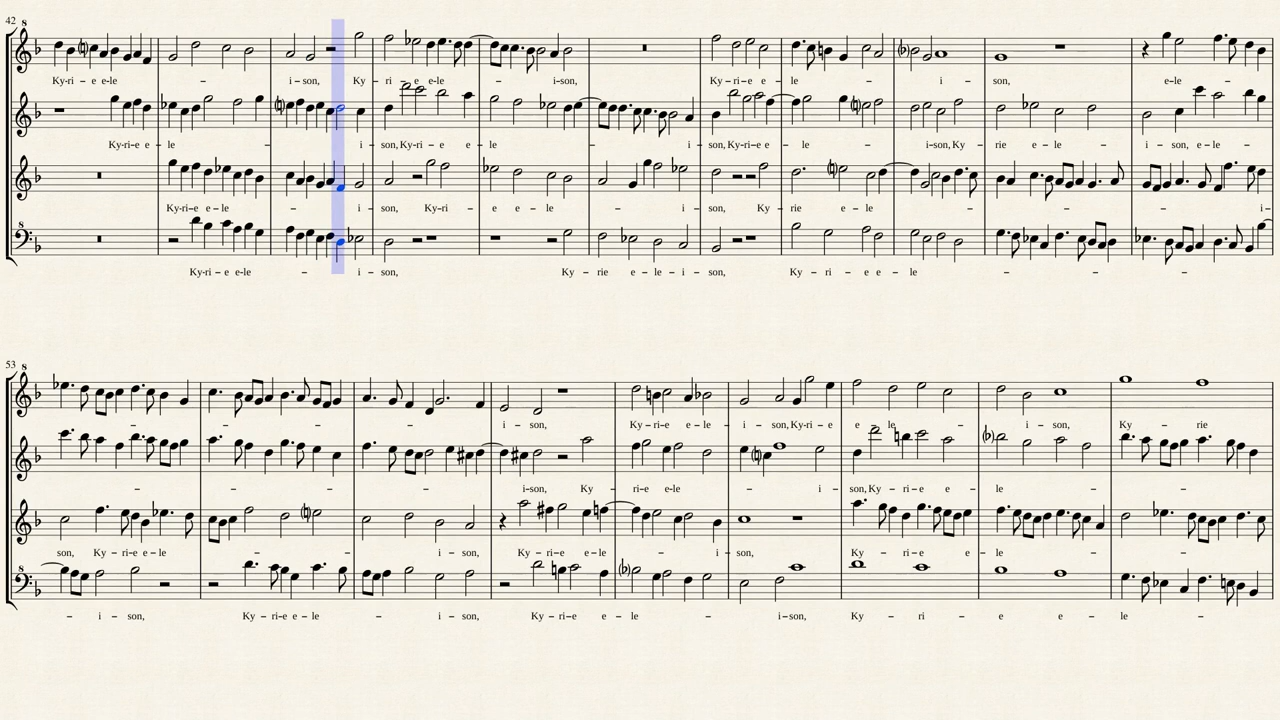 42
Ky-ri-e e-le - i-son, Ky-ri e e-le - i-son, Ky-ri-e e-le - i-son, e-le-
Ky-ri-e e-le - i-son, Ky-ri-e e-le - i-son, Ky-ri-e e-le - i-son, Ky-rie e-le - i-son, e-le-
Ky-ri-e e-le - i-son, Ky-ri-e e-le - i-son, Ky-rie e-le - i-
Ky-ri-e e-le - i-son, Ky-rie e-le-i-son, Ky-ri-e e-le -
53
- i-son, Ky-ri-e e-le-i-son, Ky-ri-e e le - i-son, Ky-rie
- i-son, Ky-ri-e e-le - i-son, Ky-ri-e e-le -
son, Ky-ri-e e-le - i-son, Ky-ri-e e-le - i-son, Ky-ri-e e-le -
- i-son, Ky-ri-e e-le - i-son, Ky-ri-e e-le - i-son, Ky-ri-e e-le -